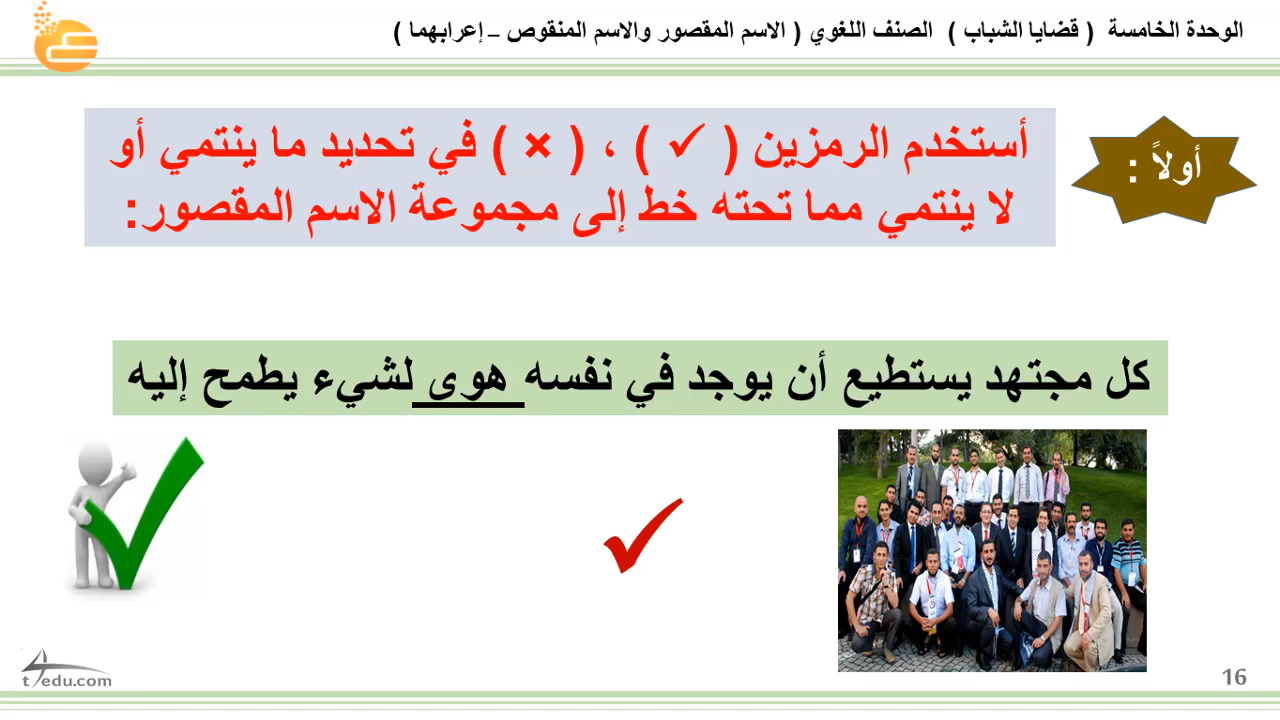 الوحدة الخامسة ( قضايا الشباب ) الصنف اللغوي ( الاسم المقصور والاسم المنقوص – إعرابهما )
أولاً :
أستخدم الرمزين ( ✓ ) ، ( × ) في تحديد ما ينتمي أو
لا ينتمي مما تحته خط إلى مجموعة الاسم المقصور:
كل مجتهد يستطيع أن يوجد في نفسه هوى لشيء يطمح إليه
16